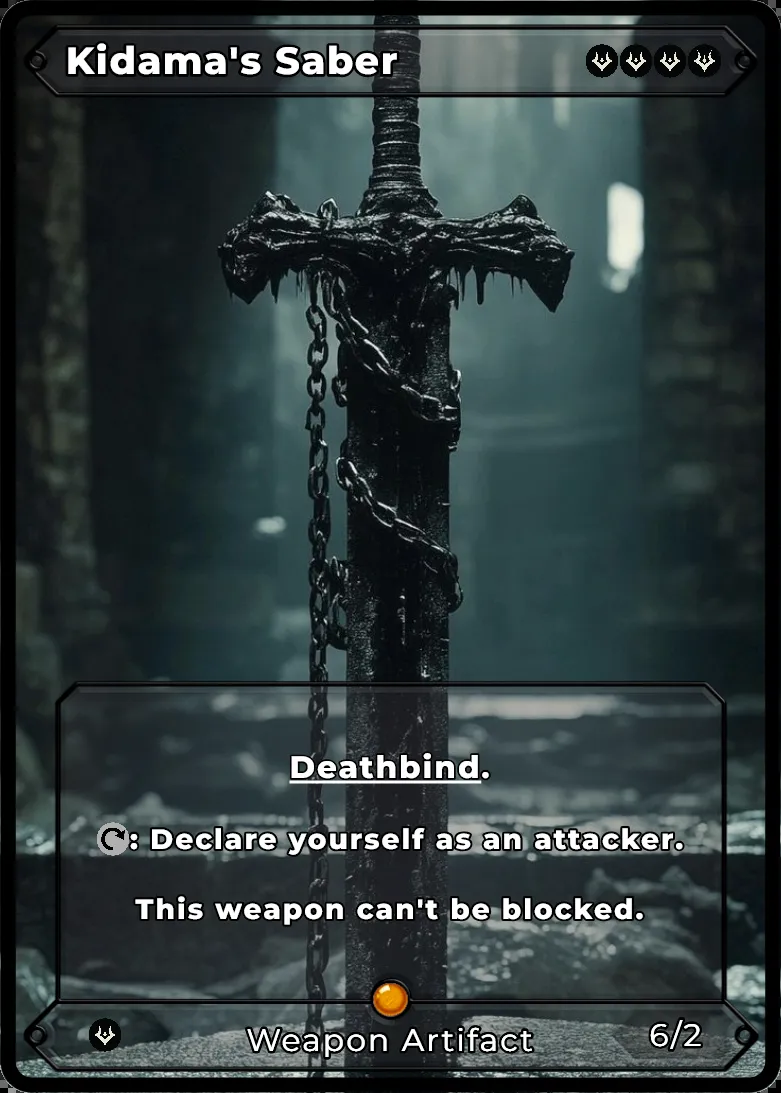 Kidama's Saber
Deathbind.
: Declare yourself as an attacker.
This weapon can't be blocked.
Weapon Artifact
6/2